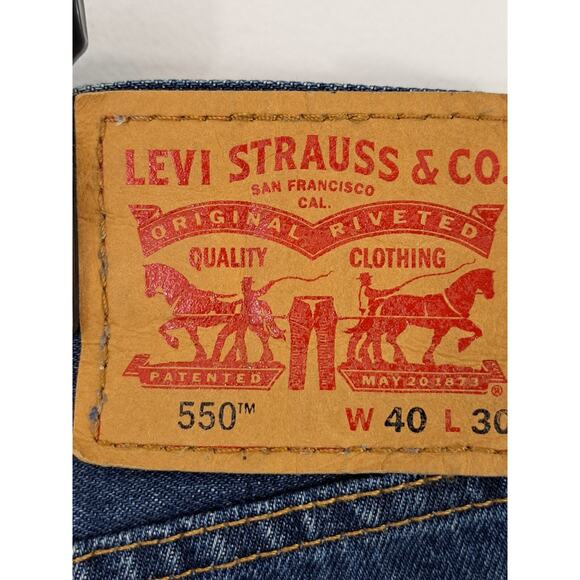 LEVI STRAUSS & CO.
SAN FRANCISCO
CAL.
ORIGINAL RIVETED
QUALITY CLOTHING
PATENTED MAY 20 1873 ®
550™ W 40 L 30